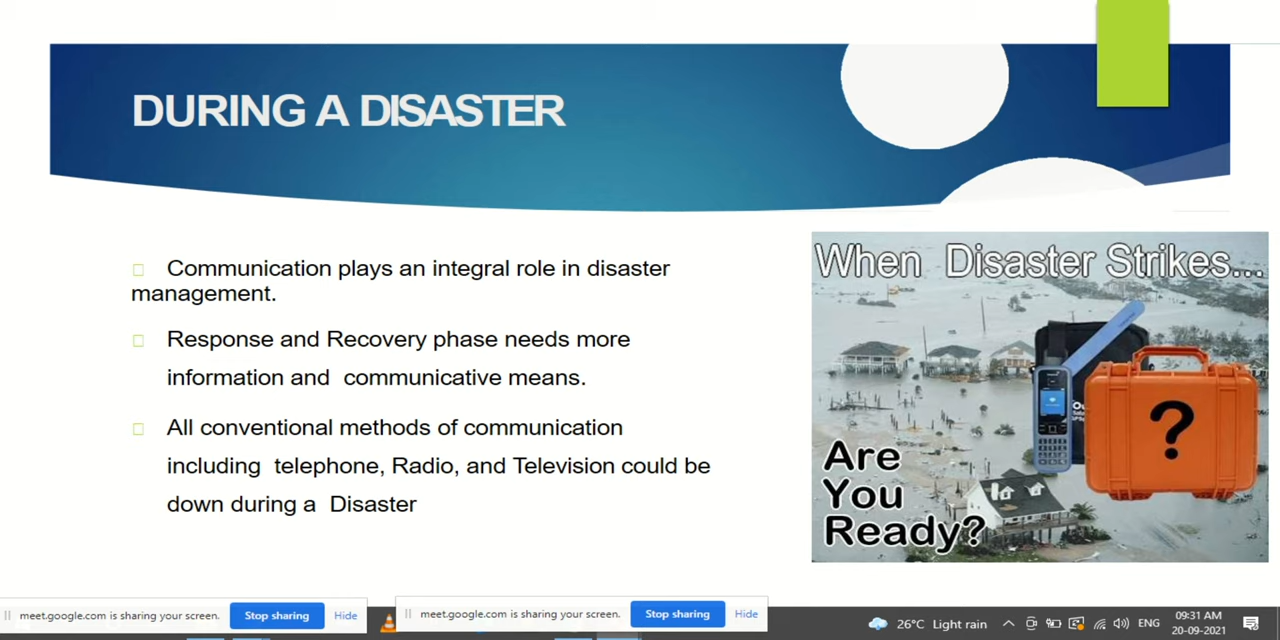 DURING A DISASTER
Communication plays an integral role in disaster
management.
Response and Recovery phase needs more
information and communicative means.
All conventional methods of communication
including telephone, Radio, and Television could be
down during a Disaster
When Disaster Strikes...
?
Are
You
Ready?
meet.google.com is sharing your screen.
Stop sharing
Hide
meet.google.com is sharing your screen.
Stop sharing
Hide
26°C Light rain
ENG
09:31 AM
20-09-2021